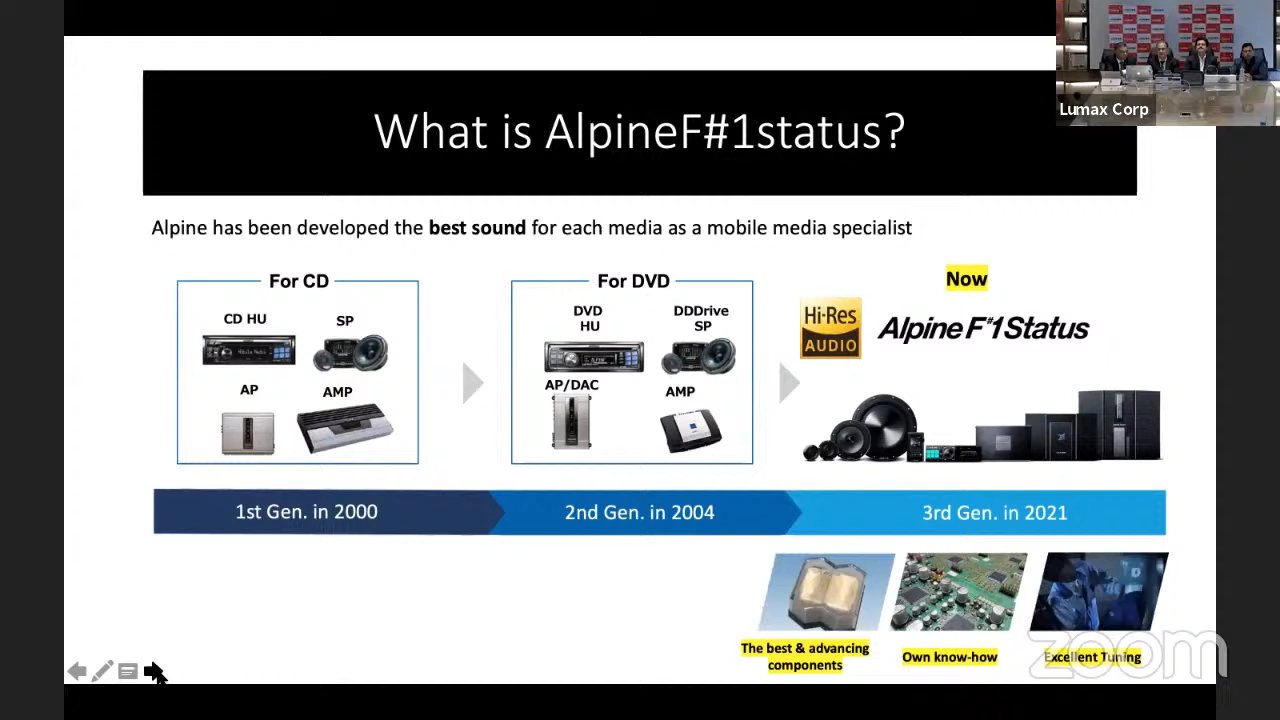 What is AlpineF#1status?
Lumax Corp
Alpine has been developed the best sound for each media as a mobile media specialist
For CD
CD HU
SP
AP
AMP
For DVD
DVD
HU
DDDrive
SP
AP/DAC
AMP
Now
Hi-Res
AUDIO
Alpine F#1Status
1st Gen. in 2000
2nd Gen. in 2004
3rd Gen. in 2021
The best & advancing
components
Own know-how
Excellent Tuning
zoom